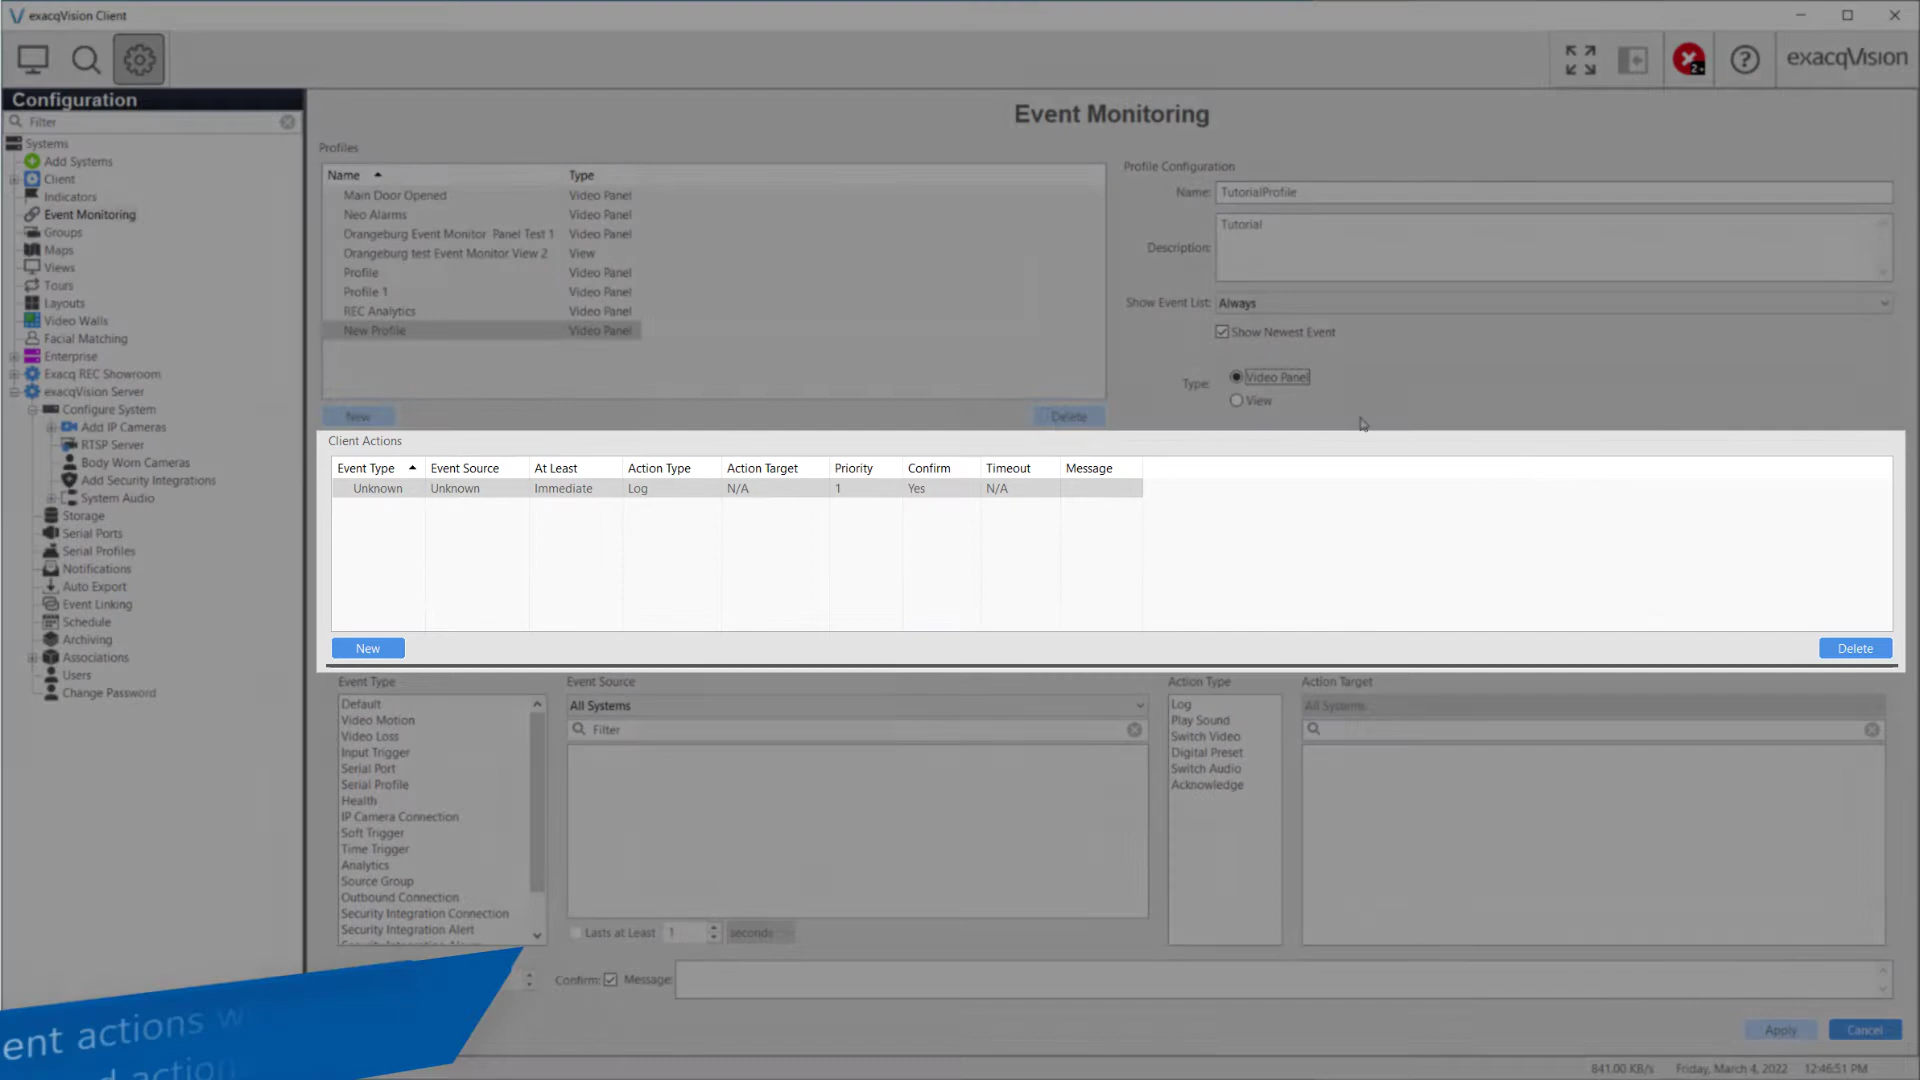 exacqVision Client
exacqVision
Configuration
Filter
Systems
Add Systems
Client
Indicators
Event Monitoring
Groups
Maps
Views
Tours
Layouts
Video Walls
Facial Matching
Enterprise
Exacq REC Showroom
exacqVision Server
Configure System
Add IP Cameras
RTSP Server
Body Worn Cameras
Add Security Integrations
System Audio
Storage
Serial Ports
Serial Profiles
Notifications
Auto Export
Event Linking
Schedule
Archiving
Associations
Users
Change Password
Event Monitoring
Profiles
Name Type
Main Door Opened Video Panel
Neo Alarms Video Panel
Orangeburg Event Monitor Panel Test 1 Video Panel
Orangeburg test Event Monitor View 2 View
Profile Video Panel
Profile 1 Video Panel
REC Analytics Video Panel
New Profile Video Panel
New Delete
Profile Configuration
Name: TutorialProfile
Description: Tutorial
Show Event List: Always
Show Newest Event
Type: Video Panel
View
Client Actions
Event Type Event Source At Least Action Type Action Target Priority Confirm Timeout Message
Unknown Unknown Immediate Log N/A 1 Yes N/A
New Delete
Event Type
Default
Video Motion
Video Loss
Input Trigger
Serial Port
Serial Profile
Health
IP Camera Connection
Soft Trigger
Time Trigger
Analytics
Source Group
Outbound Connection
Security Integration Connection
Security Integration Alert
Event Source
All Systems
Filter
Lasts at Least 1 seconds
Action Type
Log
Play Sound
Switch Video
Digital Preset
Switch Audio
Acknowledge
Action Target
All Systems
Confirm: Message:
Apply Cancel
ent actions w
d action
841.00 KB/s Friday, March 4, 2022 12:46:51 PM